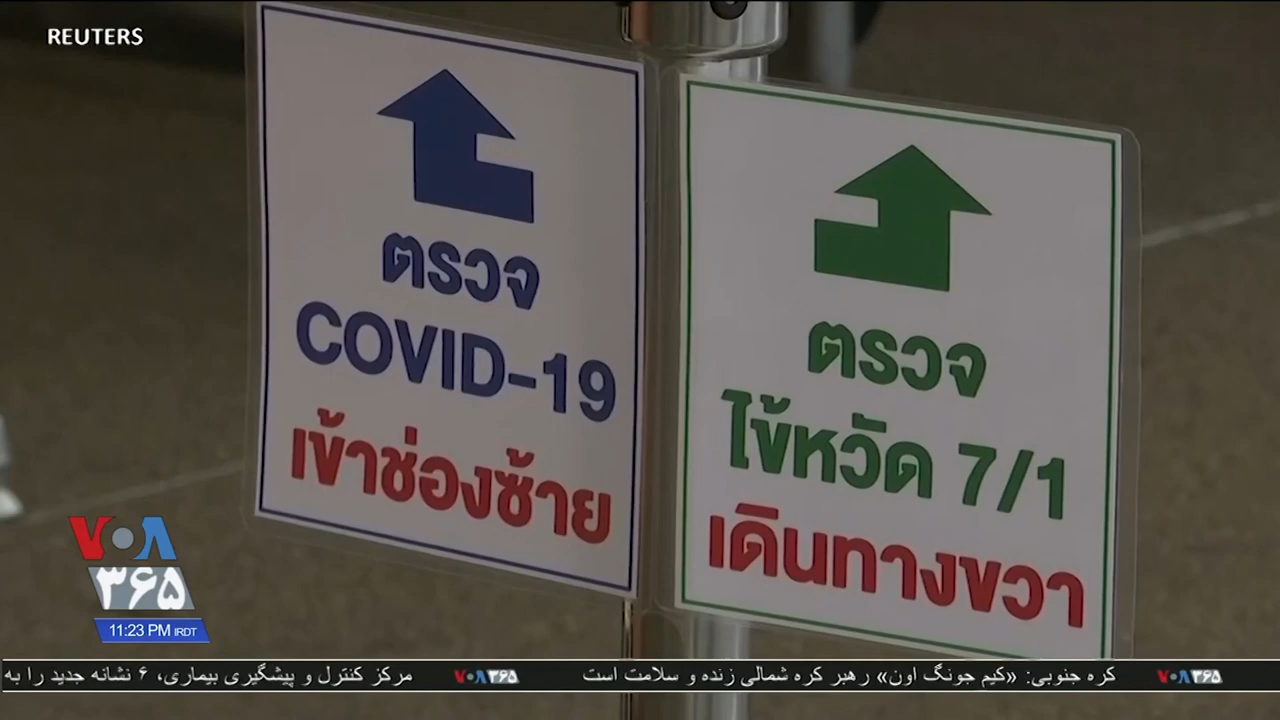 REUTERS
ตรวจ
COVID-19
เข้าช่องซ้าย
ตรวจ
ไข้หวัด 7/1
เดินทางขวา
VOA
۳۶۵
11:23 PM IRDT
کره جنوبی: «کیم جونگ اون» رهبر کره شمالی زنده و سلامت است VOA۳۶۵ مرکز کنترل و پیشگیری بیماری، ۶ نشانه جدید را به
VOA۳۶۵